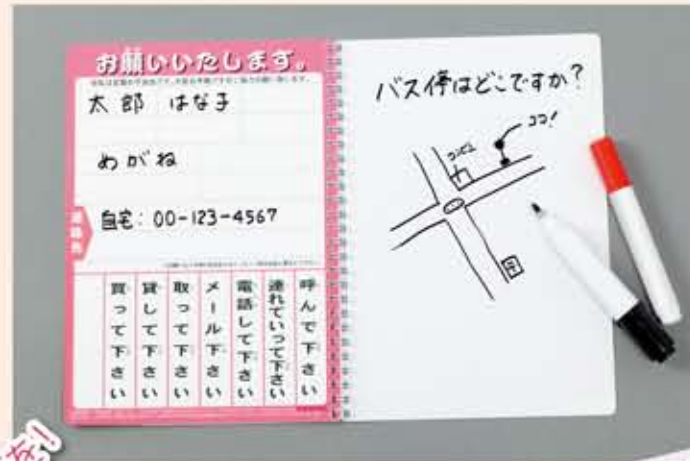 お願いいたします。
太郎 はな子
めがね
自宅: 00-123-4567
連絡先
呼んで下さい
連れていって下さい
電話して下さい
メール下さい
取って下さい
貸して下さい
買って下さい
バス停はどこですか?
コンビニ
ココ!